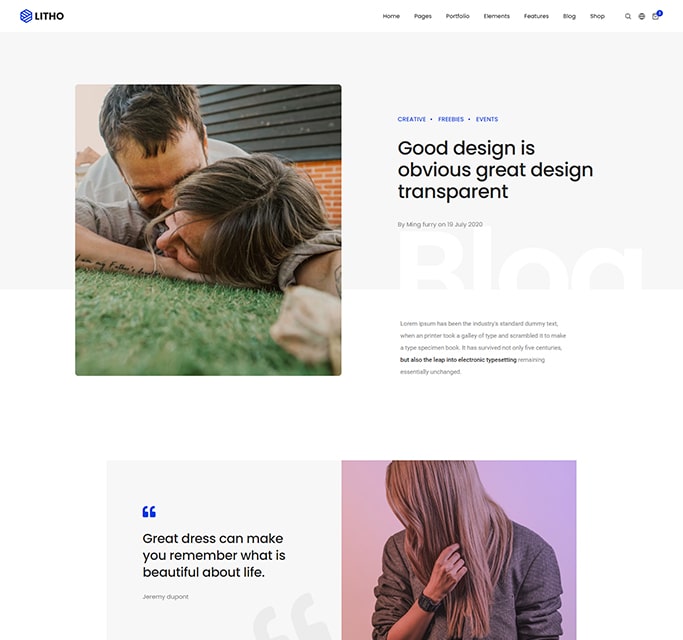 LITHO
Home Pages Portfolio Elements Features Blog Shop
CREATIVE • FREEBIES • EVENTS
Good design is
obvious great design
transparent
By Ming furry on 19 July 2020
Blog
Lorem ipsum has been the industry's standard dummy text,
when an printer took a galley of type and scrambled it to make
a type specimen book. It has survived not only five centuries,
but also the leap into electronic typesetting remaining
essentially unchanged.
“
Great dress can make
you remember what is
beautiful about life.
Jeremy dupont